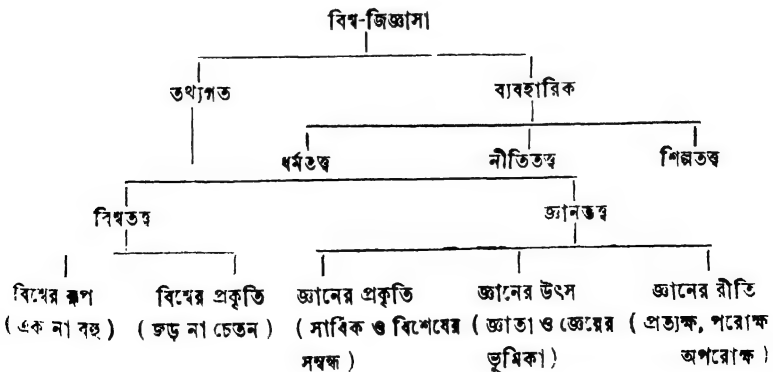 বিশ্ব-জিজ্ঞাসা
তথ্যগত ব্যবহারিক
ধর্মতত্ত্ব নীতিতত্ত্ব শিল্পতত্ত্ব
বিশ্বতত্ত্ব জ্ঞানতত্ত্ব
বিশ্বের রূপ বিশ্বের প্রকৃতি জ্ঞানের প্রকৃতি জ্ঞানের উৎস জ্ঞানের রীতি
( এক না বহু ) ( জড় না চেতন ) ( সার্বিক ও বিশেষের ( জ্ঞাতা ও জ্ঞেয়ের ( প্রত্যক্ষ, পরোক্ষ
সম্বন্ধ ) ভূমিকা ) অপরোক্ষ )